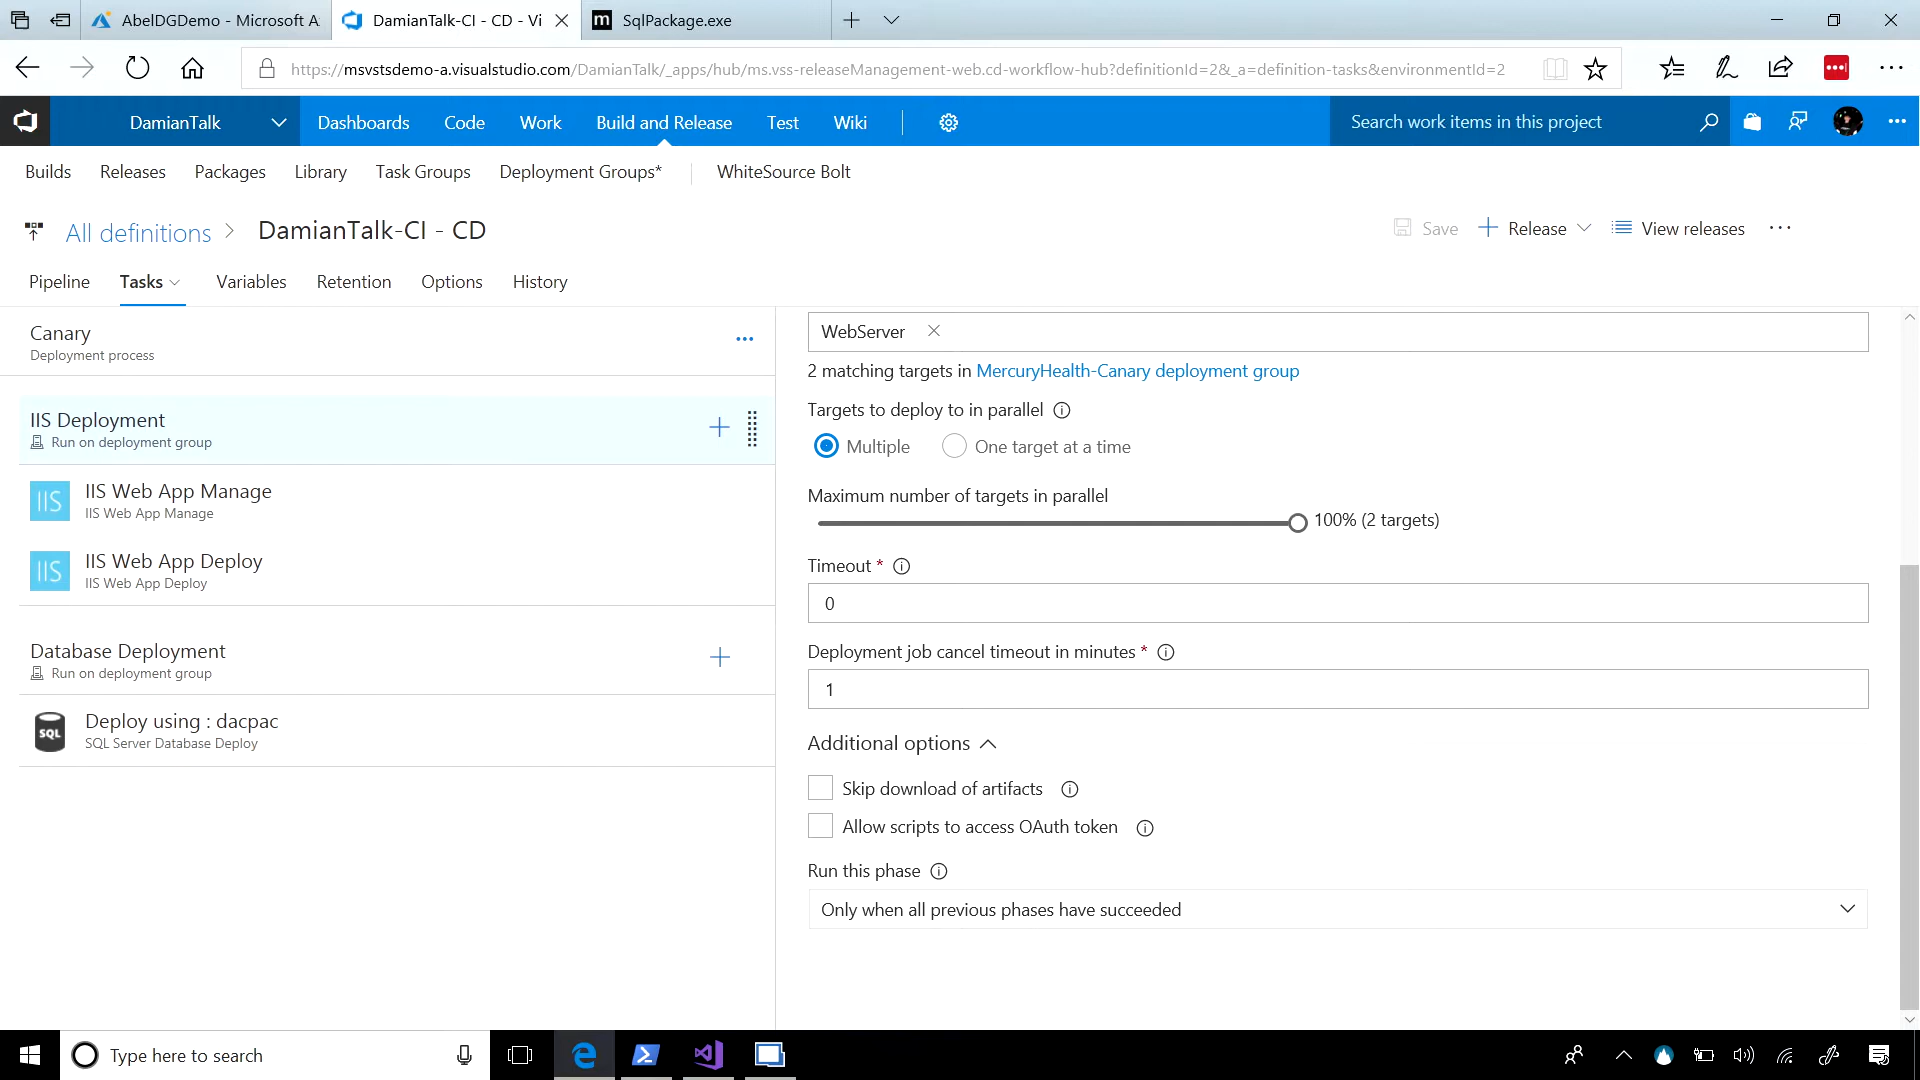 AbelDGDemo - Microsoft A
DamianTalk-CI - CD - Vi
m SqlPackage.exe
https://msvstsdemo-a.visualstudio.com/DamianTalk/_apps/hub/ms.vss-releaseManagement-web.cd-workflow-hub?definitionId=2&_a=definition-tasks&environmentId=2
DamianTalk
Dashboards
Code
Work
Build and Release
Test
Wiki
Search work items in this project
Builds
Releases
Packages
Library
Task Groups
Deployment Groups*
WhiteSource Bolt
All definitions > DamianTalk-CI - CD
Save
Release
View releases
Pipeline
Tasks
Variables
Retention
Options
History
Canary
Deployment process
IIS Deployment
Run on deployment group
IIS
IIS Web App Manage
IIS Web App Manage
IIS
IIS Web App Deploy
IIS Web App Deploy
Database Deployment
Run on deployment group
SQL
Deploy using : dacpac
SQL Server Database Deploy
WebServer
2 matching targets in MercuryHealth-Canary deployment group
Targets to deploy to in parallel
Multiple
One target at a time
Maximum number of targets in parallel
100% (2 targets)
Timeout *
0
Deployment job cancel timeout in minutes *
1
Additional options
Skip download of artifacts
Allow scripts to access OAuth token
Run this phase
Only when all previous phases have succeeded
Type here to search